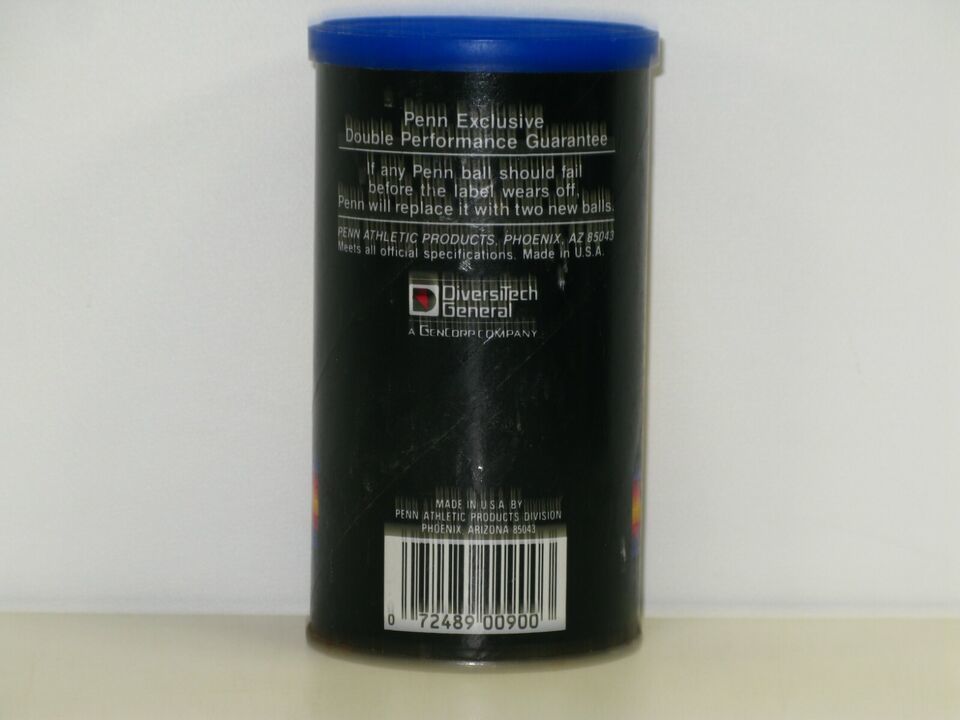 Penn Exclusive
Double Performance Guarantee
If any Penn ball should fail
before the label wears off,
Penn will replace it with two new balls.
PENN ATHLETIC PRODUCTS, PHOENIX, AZ 85043
Meets all official specifications. Made in U.S.A.
DiversiTech
General
A GENCORP COMPANY
MADE IN U.S.A. BY
PENN ATHLETIC PRODUCTS DIVISION
PHOENIX, ARIZONA 85043
0 72489 00900